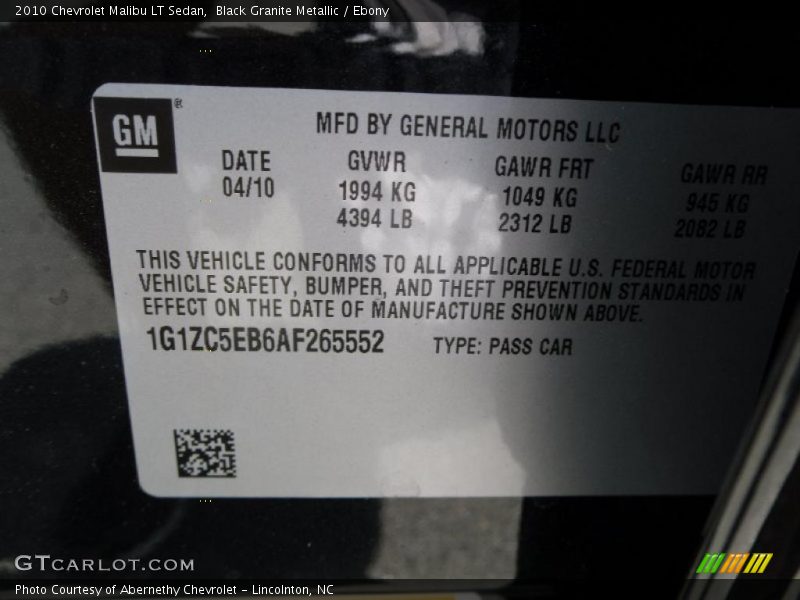 2010 Chevrolet Malibu LT Sedan, Black Granite Metallic / Ebony
GM®
MFD BY GENERAL MOTORS LLC
DATE GVWR GAWR FRT GAWR RR
04/10 1994 KG 1049 KG 945 KG
4394 LB 2312 LB 2082 LB
THIS VEHICLE CONFORMS TO ALL APPLICABLE U.S. FEDERAL MOTOR
VEHICLE SAFETY, BUMPER, AND THEFT PREVENTION STANDARDS IN
EFFECT ON THE DATE OF MANUFACTURE SHOWN ABOVE.
1G1ZC5EB6AF265552 TYPE: PASS CAR
GTCARLOT.COM
Photo Courtesy of Abernethy Chevrolet - Lincolnton, NC